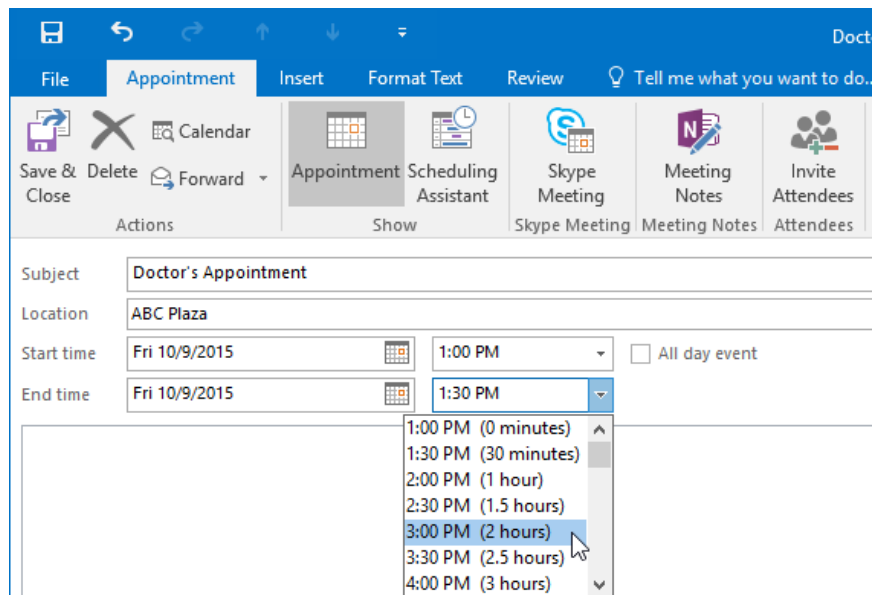 Doct
File Appointment Insert Format Text Review Tell me what you want to do..
Save & Close Delete Calendar Forward Appointment Scheduling Assistant Skype Meeting Meeting Notes Invite Attendees
Actions Show Skype Meeting Meeting Notes Attendees
Subject Doctor's Appointment
Location ABC Plaza
Start time Fri 10/9/2015 1:00 PM All day event
End time Fri 10/9/2015 1:30 PM
1:00 PM (0 minutes)
1:30 PM (30 minutes)
2:00 PM (1 hour)
2:30 PM (1.5 hours)
3:00 PM (2 hours)
3:30 PM (2.5 hours)
4:00 PM (3 hours)